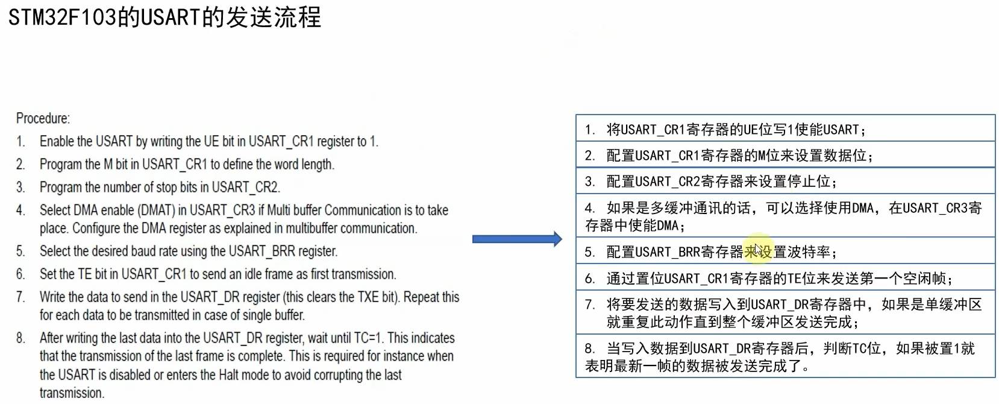 STM32F103的USART的发送流程
Procedure:
1. Enable the USART by writing the UE bit in USART_CR1 register to 1.
2. Program the M bit in USART_CR1 to define the word length.
3. Program the number of stop bits in USART_CR2.
4. Select DMA enable (DMAT) in USART_CR3 if Multi buffer Communication is to take
place. Configure the DMA register as explained in multibuffer communication.
5. Select the desired baud rate using the USART_BRR register.
6. Set the TE bit in USART_CR1 to send an idle frame as first transmission.
7. Write the data to send in the USART_DR register (this clears the TXE bit). Repeat this
for each data to be transmitted in case of single buffer.
8. After writing the last data into the USART_DR register, wait until TC=1. This indicates
that the transmission of the last frame is complete. This is required for instance when
the USART is disabled or enters the Halt mode to avoid corrupting the last
transmission.
1. 将USART_CR1寄存器的UE位写1使能USART；
2. 配置USART_CR1寄存器的M位来设置数据位；
3. 配置USART_CR2寄存器来设置停止位；
4. 如果是多缓冲通讯的话，可以选择使用DMA，在USART_CR3寄
存器中使能DMA；
5. 配置USART_BRR寄存器来设置波特率；
6. 通过置位USART_CR1寄存器的TE位来发送第一个空闲帧；
7. 将要发送的数据写入到USART_DR寄存器中，如果是单缓冲区
就重复此动作直到整个缓冲区发送完成；
8. 当写入数据到USART_DR寄存器后，判断TC位，如果被置1就
表明最新一帧的数据被发送完成了。